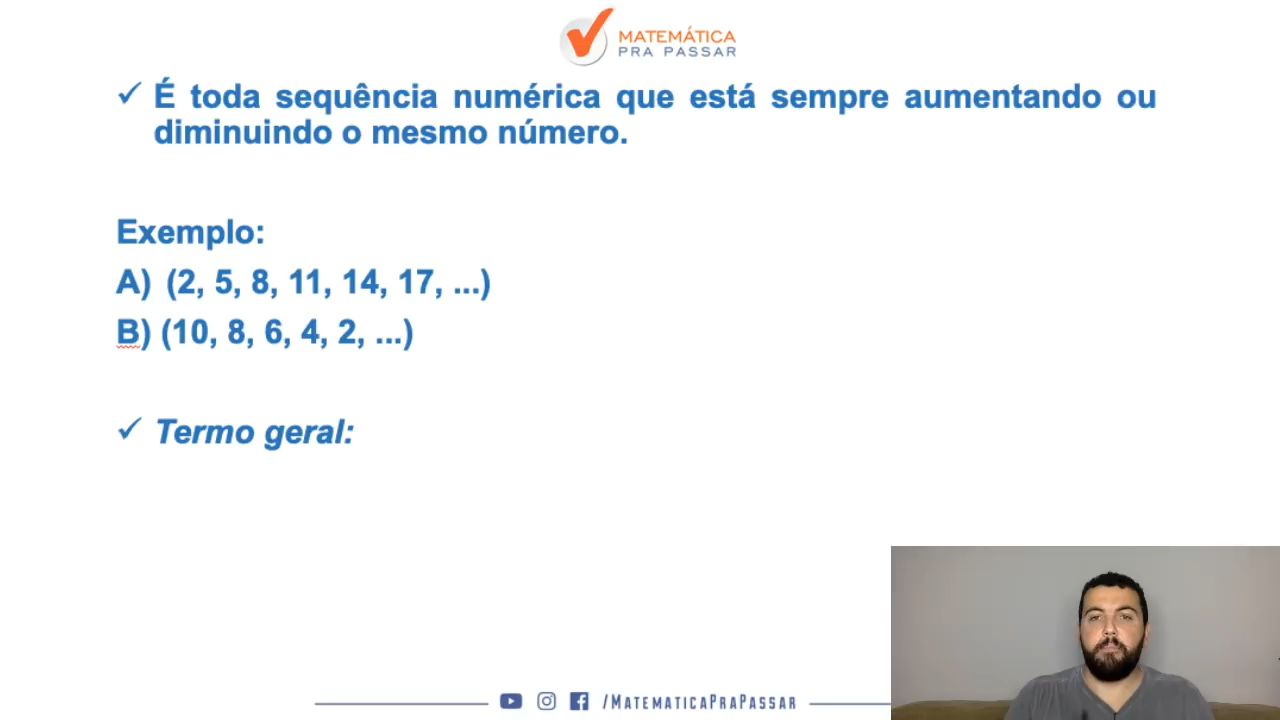 MATEMÁTICA
PRA PASSAR
É toda sequência numérica que está sempre aumentando ou
diminuindo o mesmo número.
Exemplo:
A) (2, 5, 8, 11, 14, 17, ...)
B) (10, 8, 6, 4, 2, ...)
Termo geral:
/MATEMATICAPRAPASSAR